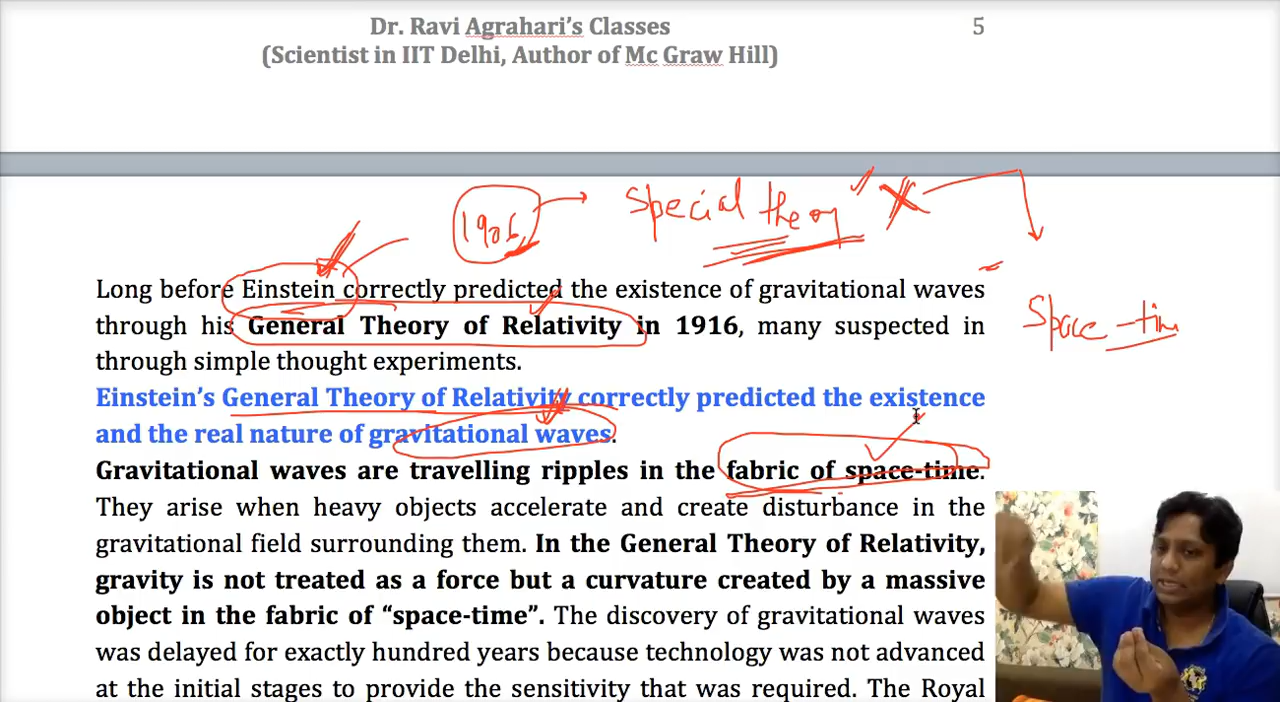 Dr. Ravi Agrahari's Classes 5
(Scientist in IIT Delhi, Author of Mc Graw Hill)
1906 Special theory
Long before Einstein correctly predicted the existence of gravitational waves
through his General Theory of Relativity in 1916, many suspected in
through simple thought experiments.
Space-tim
Einstein's General Theory of Relativity correctly predicted the existence
and the real nature of gravitational waves.
Gravitational waves are travelling ripples in the fabric of space-time.
They arise when heavy objects accelerate and create disturbance in the
gravitational field surrounding them. In the General Theory of Relativity,
gravity is not treated as a force but a curvature created by a massive
object in the fabric of "space-time". The discovery of gravitational waves
was delayed for exactly hundred years because technology was not advanced
at the initial stages to provide the sensitivity that was required. The Royal